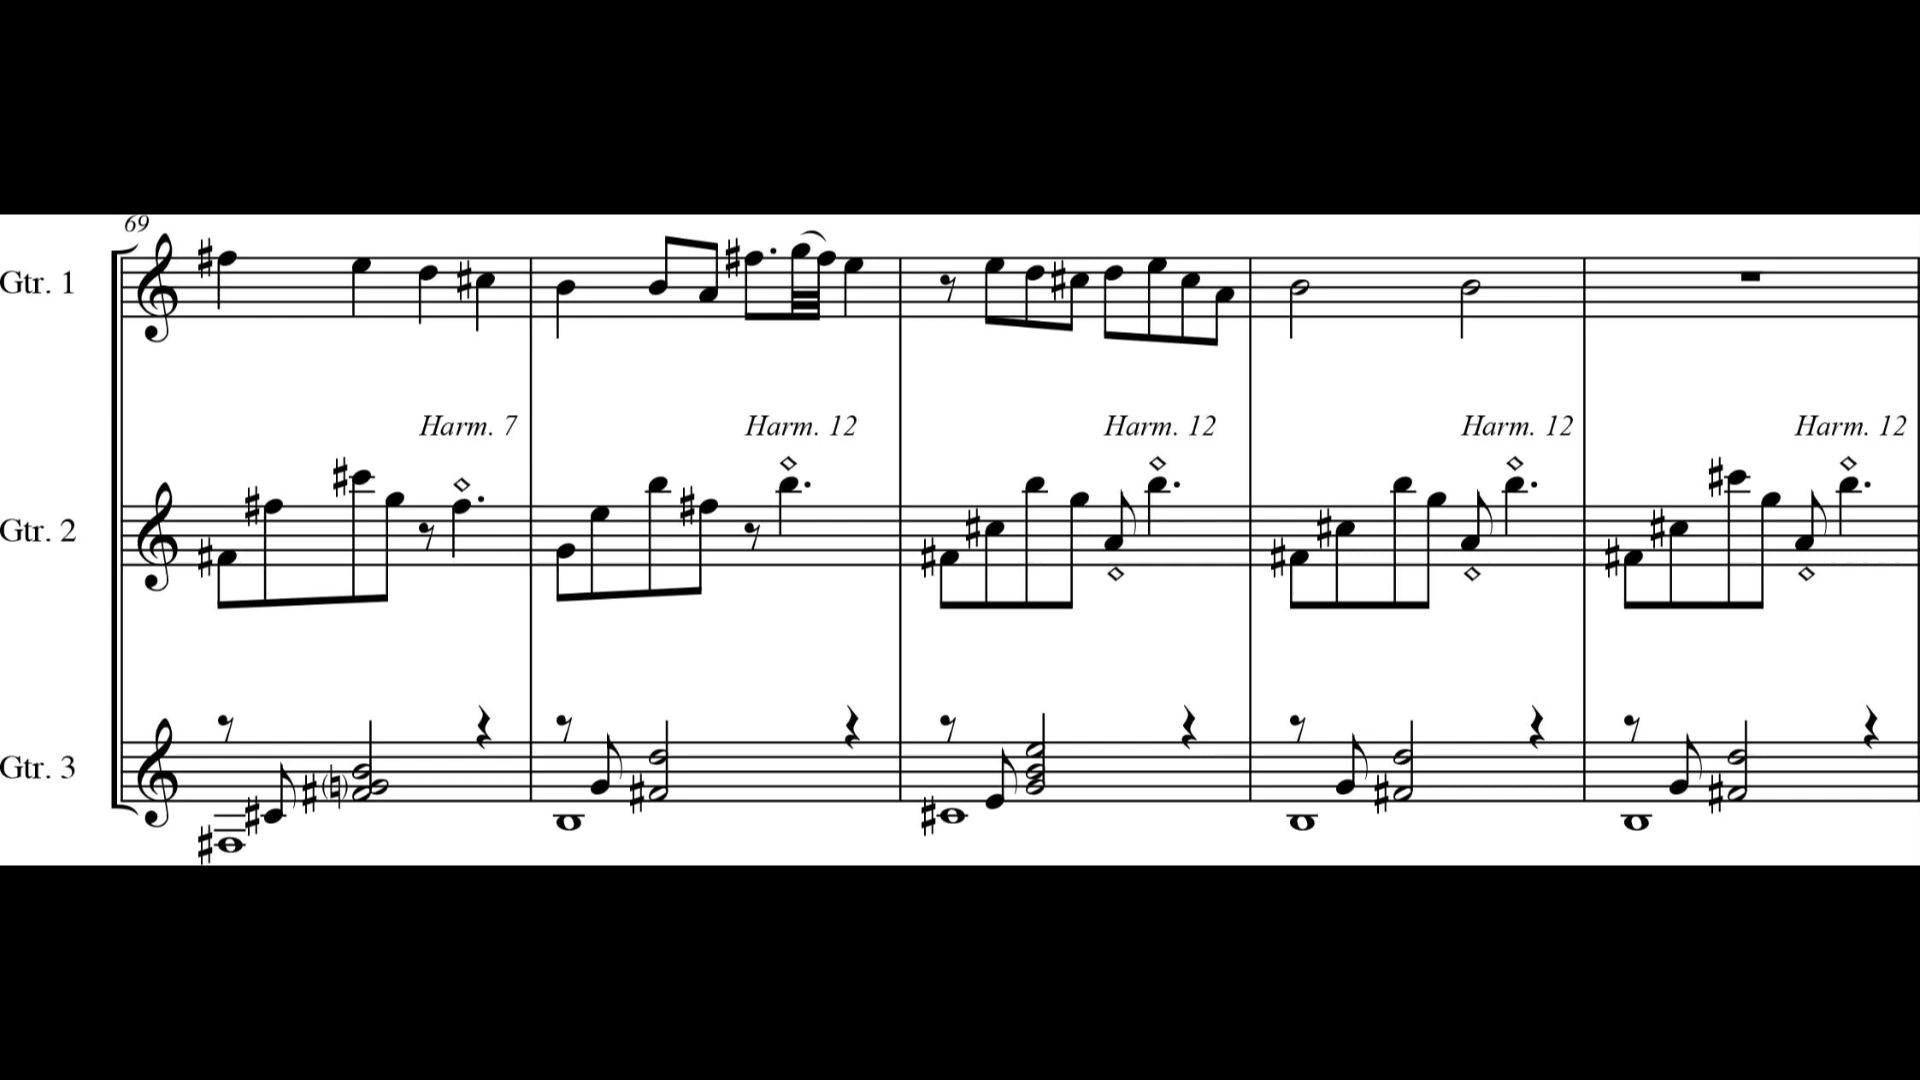 69
Gtr. 1
Harm. 7 Harm. 12 Harm. 12 Harm. 12 Harm. 12
Gtr. 2
Gtr. 3